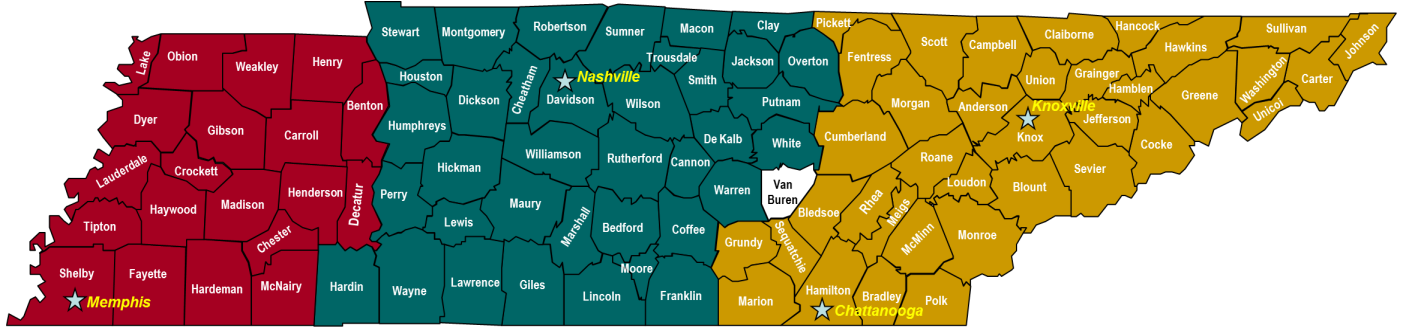 Stewart
Montgomery
Robertson
Sumner
Macon
Clay
Pickett
Fentress
Scott
Campbell
Claiborne
Hancock
Hawkins
Sullivan
Johnson
Lake
Obion
Weakley
Henry
Benton
Houston
Dickson
Cheatham
Nashville
Davidson
Trousdale
Wilson
Smith
Jackson
Overton
Putnam
Morgan
Anderson
Union
Grainger
Hamblen
Knoxville
Knox
Jefferson
Greene
Washington
Unicoi
Carter
Dyer
Gibson
Carroll
Humphreys
Hickman
Williamson
Rutherford
Cannon
De Kalb
White
Cumberland
Roane
Loudon
Blount
Sevier
Cocke
Lauderdale
Crockett
Haywood
Madison
Henderson
Decatur
Perry
Lewis
Maury
Marshall
Bedford
Coffee
Warren
Van
Buren
Bledsoe
Rhea
Meigs
McMinn
Monroe
Tipton
Shelby
Memphis
Fayette
Hardeman
Chester
McNairy
Hardin
Wayne
Lawrence
Giles
Lincoln
Moore
Franklin
Grundy
Sequatchie
Marion
Hamilton
Chattanooga
Bradley
Polk